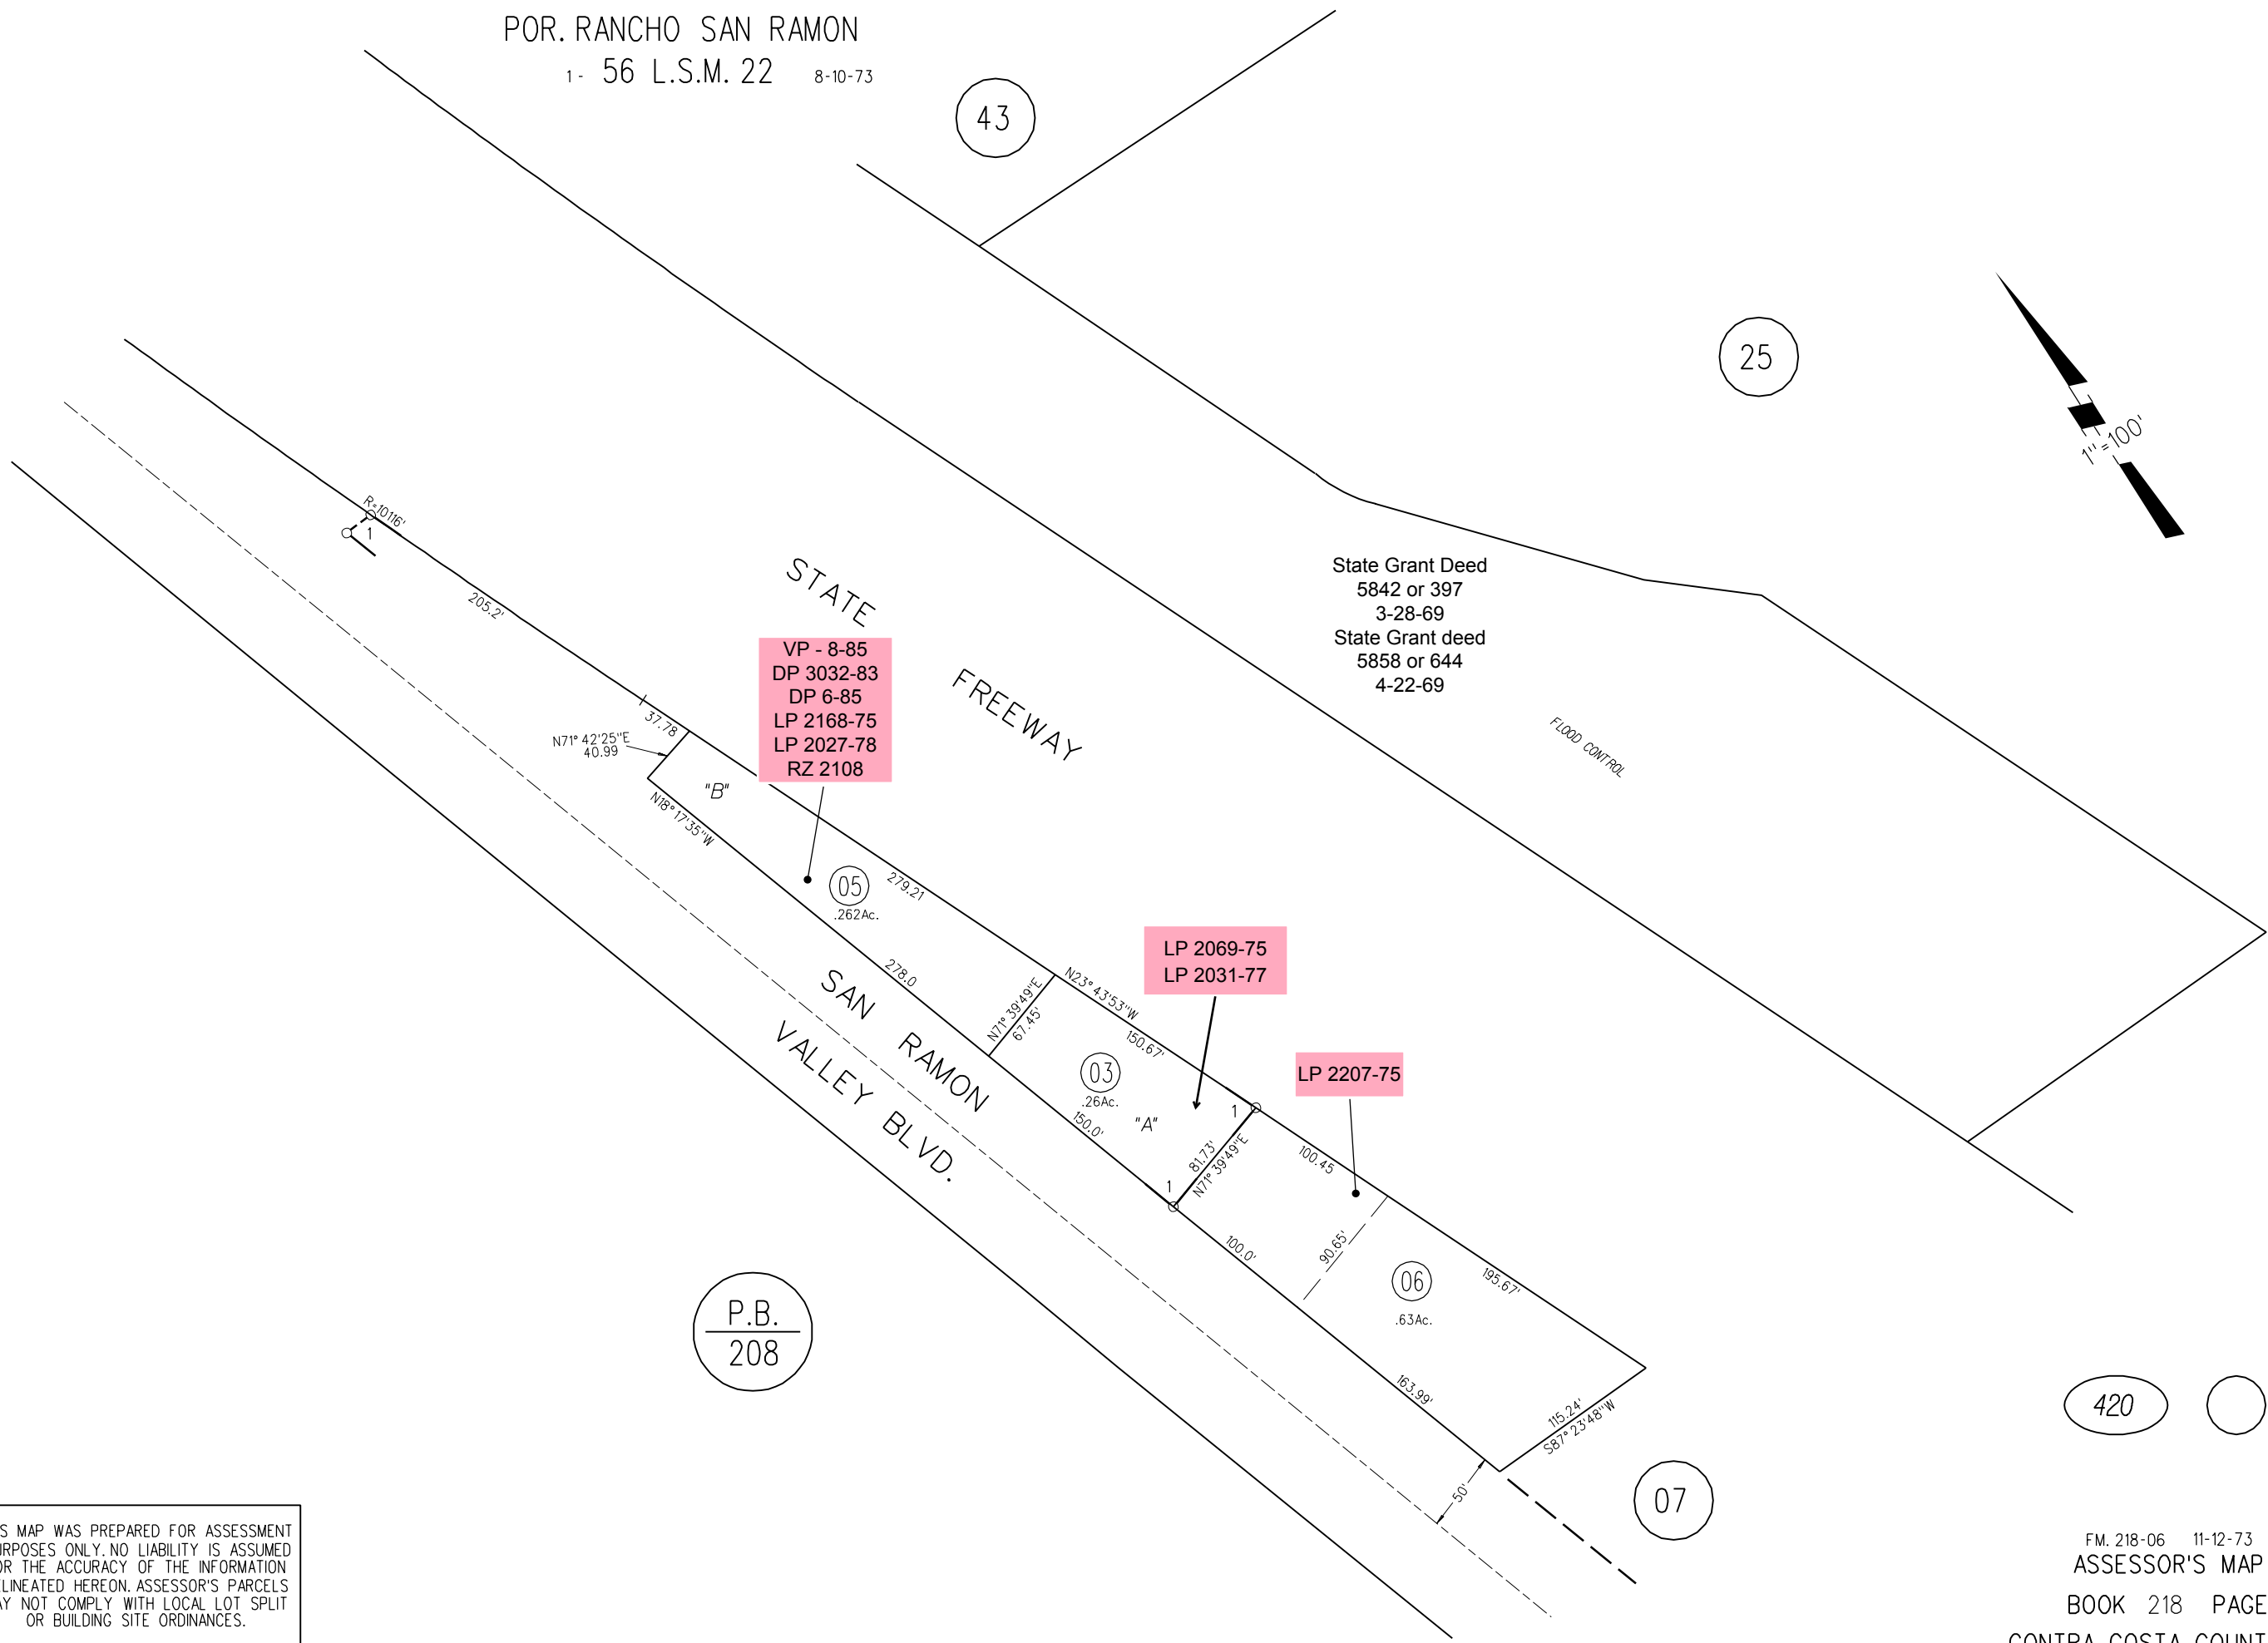 POR. RANCHO SAN RAMON
1- 56 L.S.M. 22 8-10-73
43
25
1"=100'
R=10116'
1
205.2'
STATE
FREEWAY
State Grant Deed
5842 or 397
3-28-69
State Grant deed
5858 or 644
4-22-69
FLOOD CONTROL
VP - 8-85
DP 3032-83
DP 6-85
LP 2168-75
LP 2027-78
RZ 2108
37.78
N71° 42'25"E
40.99
"B"
N18° 17'35"W
05
.262Ac.
279.21
278.0
LP 2069-75
LP 2031-77
N71° 39'49"E
67.45'
N23° 43'53"W
150.67'
SAN RAMON
VALLEY BLVD.
03
.26Ac.
"A"
150.0'
1
1
81.73'
N71° 39'49"E
LP 2207-75
100.45
100.0'
90.65'
06
.63Ac.
195.67'
163.99'
115.24'
S87° 23'48"W
50'
P.B.
208
420
07
S MAP WAS PREPARED FOR ASSESSMENT
RPOSES ONLY. NO LIABILITY IS ASSUMED
OR THE ACCURACY OF THE INFORMATION
LINEATED HEREON. ASSESSOR'S PARCELS
AY NOT COMPLY WITH LOCAL LOT SPLIT
OR BUILDING SITE ORDINANCES.
FM. 218-06 11-12-73
ASSESSOR'S MAP
BOOK 218 PAGE
CONTRA COSTA COUNT